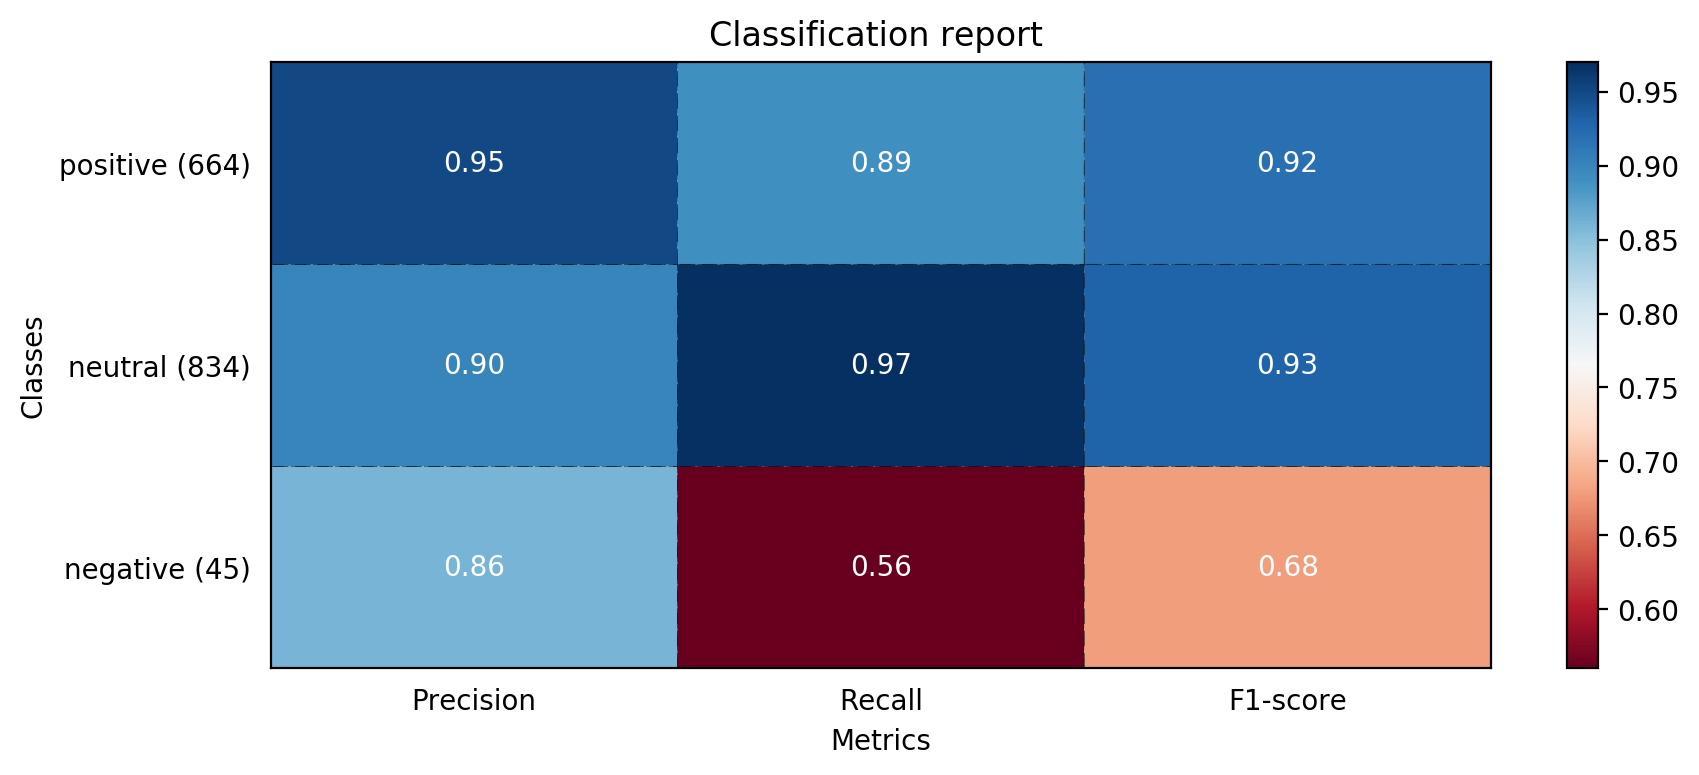 Classification report
Classes
positive (664)
0.95
0.89
0.92
neutral (834)
0.90
0.97
0.93
negative (45)
0.86
0.56
0.68
Precision
Recall
F1-score
Metrics
0.95
0.90
0.85
0.80
0.75
0.70
0.65
0.60